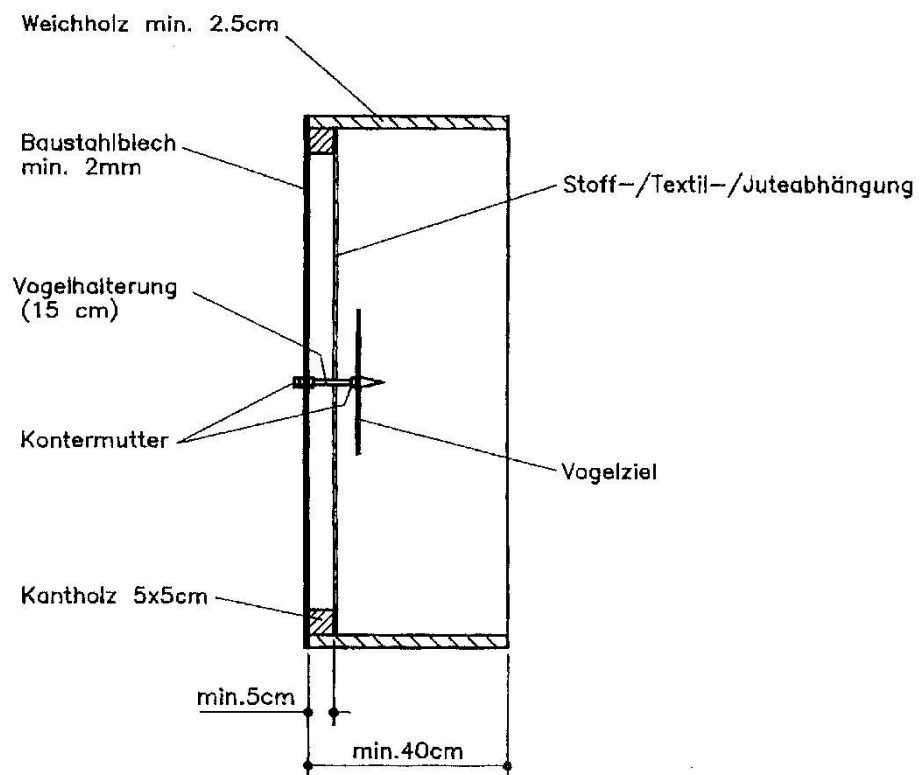 Weichholz min. 2.5cm
Baustahlblech
min. 2mm
Stoff-/Textil-/Juteabhängung
Vogelhalterung
(15 cm)
Kontermutter
Vogelziel
Kantholz 5x5cm
min.5cm
min.40cm